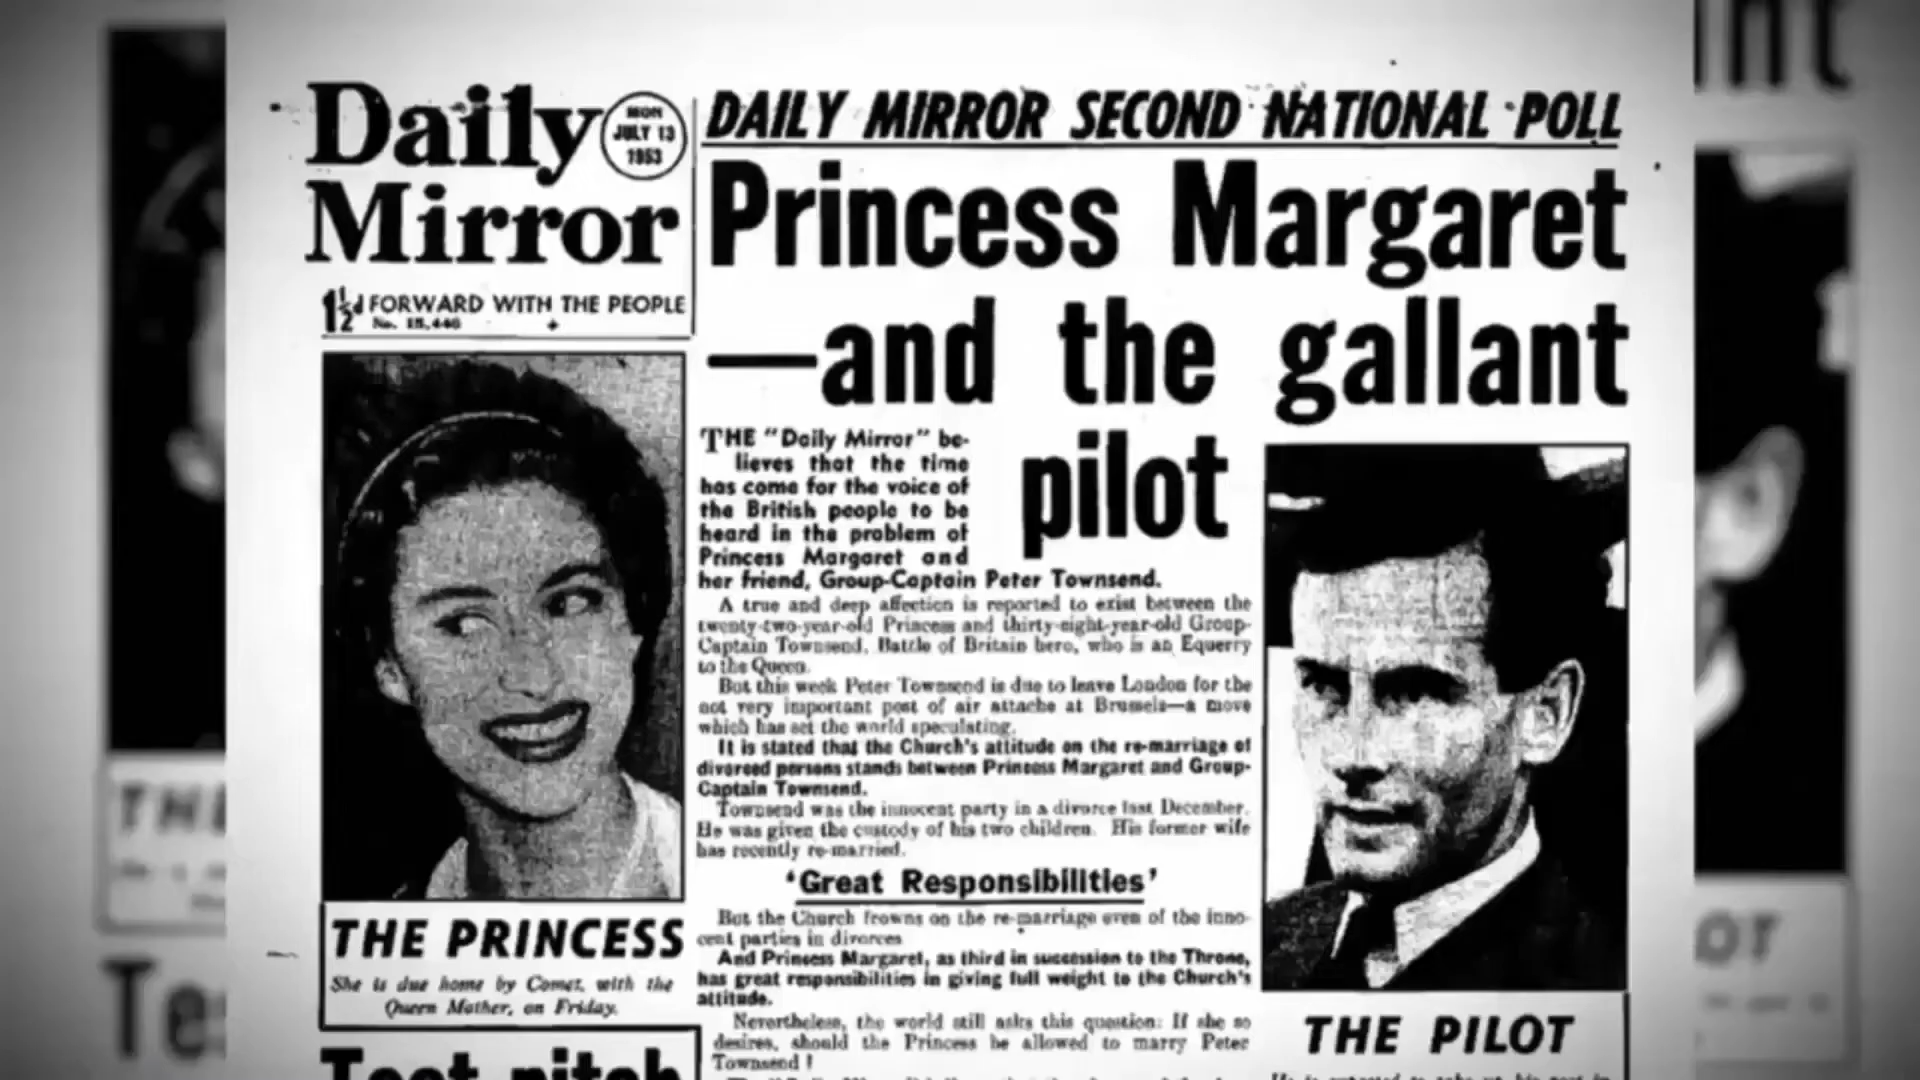 Daily
Mirror
MON
JULY 13
1953
1½d FORWARD WITH THE PEOPLE
No. 15,446
DAILY MIRROR SECOND NATIONAL POLL
Princess Margaret
—and the gallant
pilot
THE "Daily Mirror" be-
lieves that the time
has come for the voice of
the British people to be
heard in the problem of
Princess Margaret and
her friend, Group-Captain Peter Townsend.
A true and deep affection is reported to exist between the
twenty-two-year-old Princess and thirty-eight-year-old Group-
Captain Townsend, Battle of Britain hero, who is an Equerry
to the Queen.
But this week Peter Townsend is due to leave London for the
not very important post of air attache at Brussels—a move
which has set the world speculating.
It is stated that the Church's attitude on the re-marriage of
divorced persons stands between Princess Margaret and Group-
Captain Townsend.
Townsend was the innocent party in a divorce last December.
He was given the custody of his two children. His former wife
has recently re-married.
'Great Responsibilities'
But the Church frowns on the re-marriage even of the inno-
cent parties in divorces
And Princess Margaret, as third in succession to the Throne,
has great responsibilities in giving full weight to the Church's
attitude.
Nevertheless, the world still asks this question: If she so
desires, should the Princess be allowed to marry Peter
Townsend?
THE PRINCESS
She is due home by Comet, with the
Queen Mother, on Friday.
THE PILOT